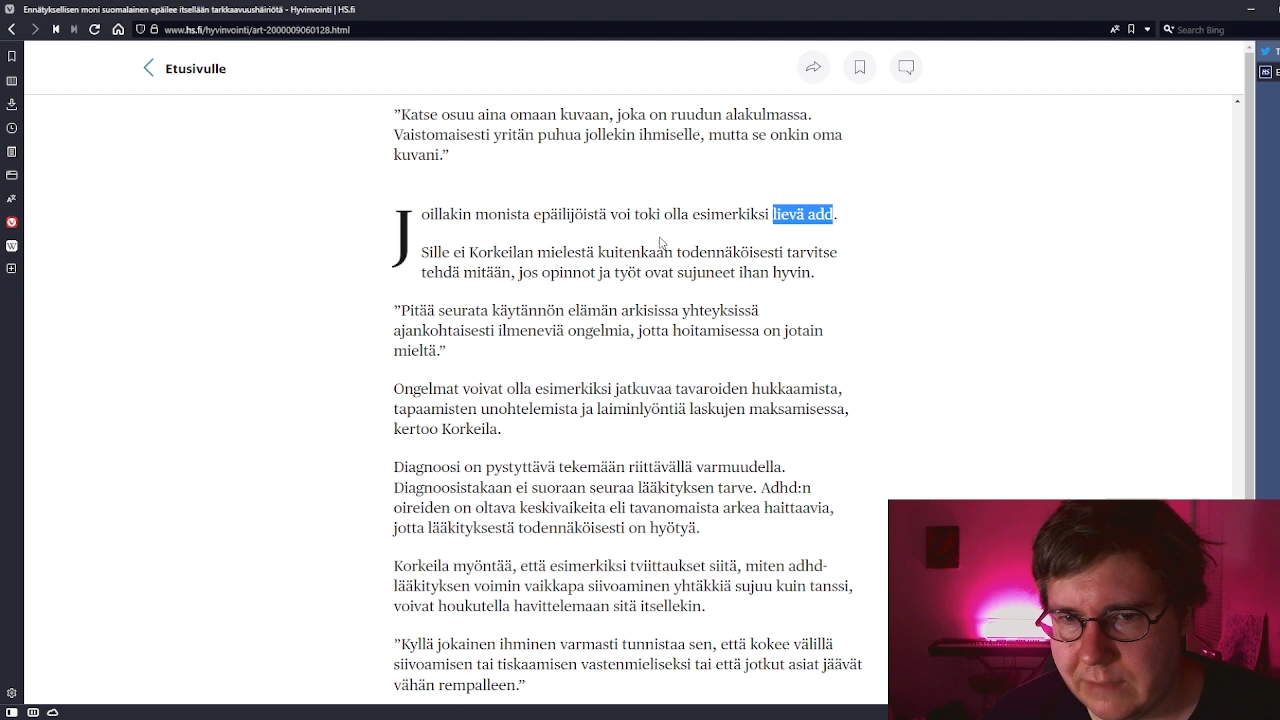 Ennätyksellisen moni suomalainen epäilee itsellään tarkkaavuushäiriötä - Hyvinvointi | HS.fi
www.hs.fi/hyvinvointi/art-2000009060128.html
Search Bing
Etusivulle
”Katse osuu aina omaan kuvaan, joka on ruudun alakulmassa.
Vaistomaisesti yritän puhua jollekin ihmiselle, mutta se onkin oma
kuvani.”
Joillakin monista epäilijöistä voi toki olla esimerkiksi lievä add.
Sille ei Korkeilan mielestä kuitenkaan todennäköisesti tarvitse
tehdä mitään, jos opinnot ja työt ovat sujuneet ihan hyvin.
”Pitää seurata käytännön elämän arkisissa yhteyksissä
ajankohtaisesti ilmeneviä ongelmia, jotta hoitamisessa on jotain
mieltä.”
Ongelmat voivat olla esimerkiksi jatkuvaa tavaroiden hukkaamista,
tapaamisten unohtelemista ja laiminlyöntiä laskujen maksamisessa,
kertoo Korkeila.
Diagnoosi on pystyttävä tekemään riittävällä varmuudella.
Diagnoosistakaan ei suoraan seuraa lääkityksen tarve. Adhd:n
oireiden on oltava keskivaikeita eli tavanomaista arkea haittaavia,
jotta lääkityksestä todennäköisesti on hyötyä.
Korkeila myöntää, että esimerkiksi tviittaukset siitä, miten adhd-
lääkityksen voimin vaikkapa siivoaminen yhtäkkiä sujuu kuin tanssi,
voivat houkutella havittelemaan sitä itsellekin.
”Kyllä jokainen ihminen varmasti tunnistaa sen, että kokee välillä
siivoamisen tai tiskaamisen vastenmieliseksi tai että jotkut asiat jäävät
vähän rempalleen.”